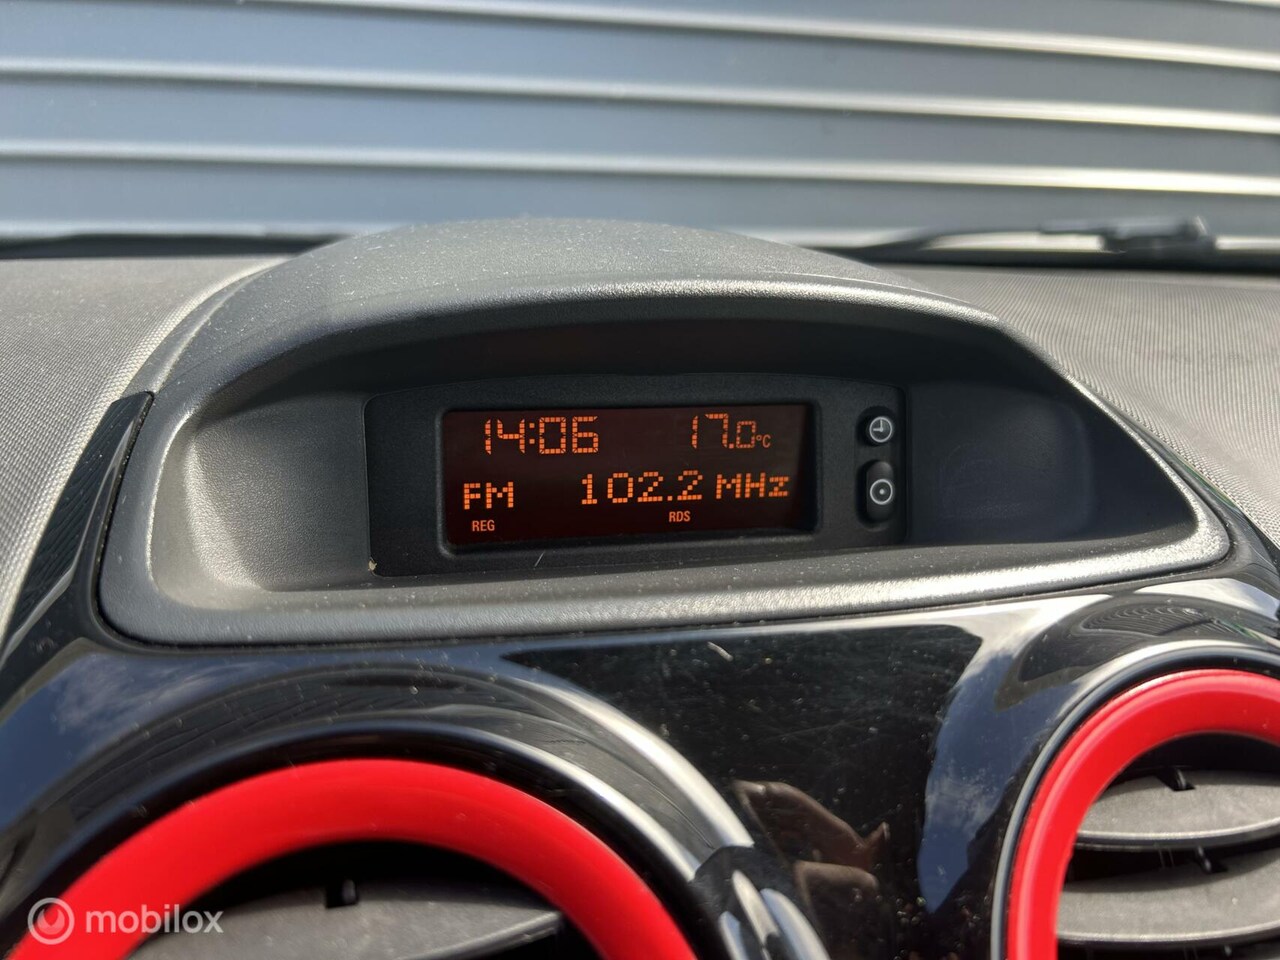 14:06 17.0°C
FM 102.2 MHz
REG RDS
mobilox